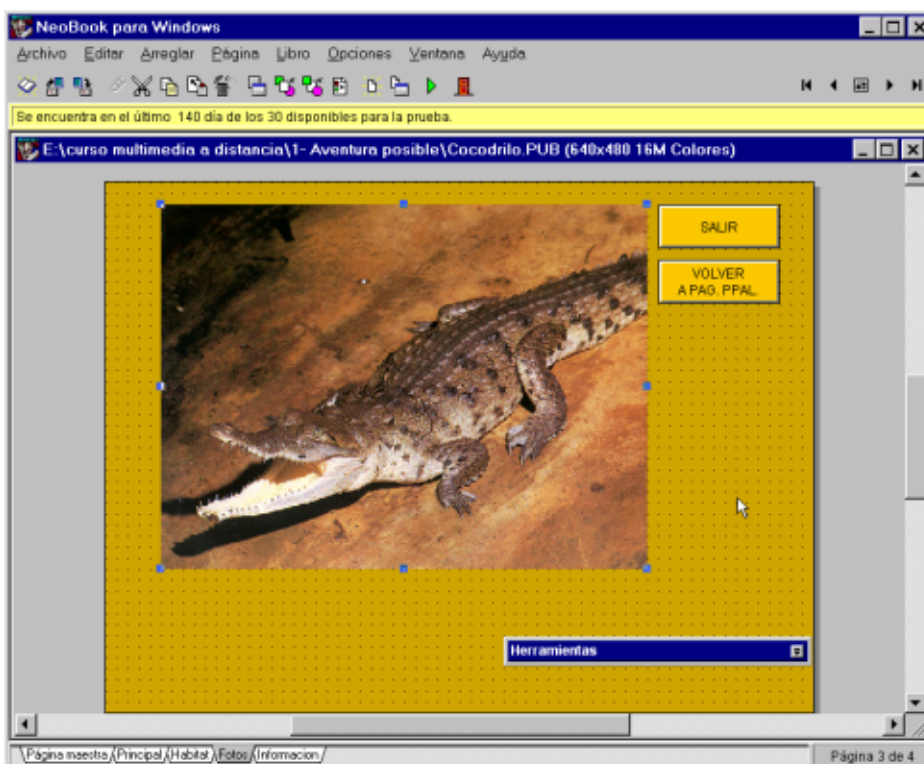 NeoBook para Windows
Archivo Editar Arreglar Página Libro Opciones Ventana Ayuda
Se encuentra en el último 140 día de los 30 disponibles para la prueba.
E:\curso multimedia a distancia\1- Aventura posible\Cocodrilo.PUB (640x480 16M Colores)
SALIR
VOLVER
A PAG. PPAL.
Herramientas
Página maestra Principal Habitat Fotos Informacion
Página 3 de 4